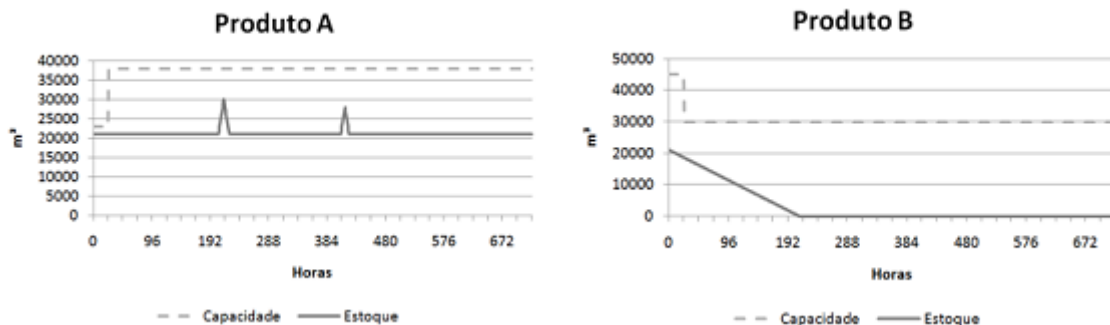 Produto A
40000
35000
30000
25000
20000
15000
10000
5000
0
m³
0 96 192 288 384 480 576 672
Horas
Capacidade Estoque
Produto B
50000
40000
30000
20000
10000
0
m³
0 96 192 288 384 480 576 672
Horas
Capacidade Estoque